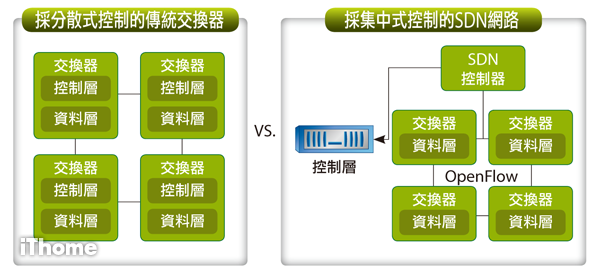 採分散式控制的傳統交換器
交換器
控制層
資料層
交換器
控制層
資料層
交換器
控制層
資料層
交換器
控制層
資料層
iThome
VS.
採集中式控制的SDN網路
SDN
控制器
控制層
交換器
資料層
交換器
資料層
OpenFlow
交換器
資料層
交換器
資料層